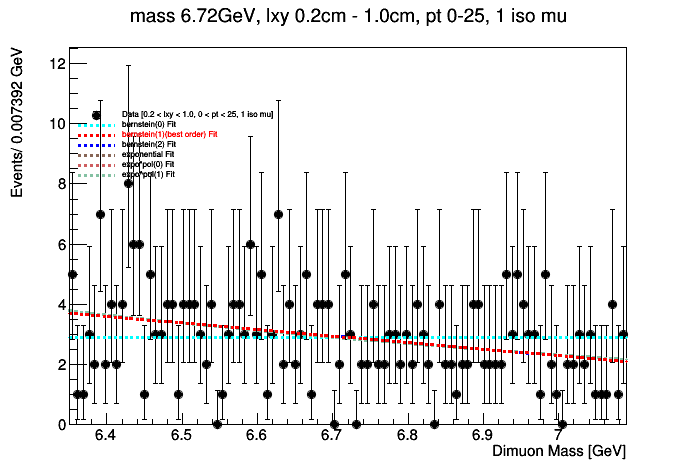 mass 6.72GeV, lxy 0.2cm - 1.0cm, pt 0-25, 1 iso mu
Events/ 0.007392 GeV
12
10
8
6
4
2
0
Data [0.2 < lxy < 1.0, 0 < pt < 25, 1 iso mu]
bernstein(0) Fit
bernstein(1)(best order) Fit
bernstein(2) Fit
exponential Fit
expo*pol(0) Fit
expo*pol(1) Fit
6.4 6.5 6.6 6.7 6.8 6.9 7
Dimuon Mass [GeV]